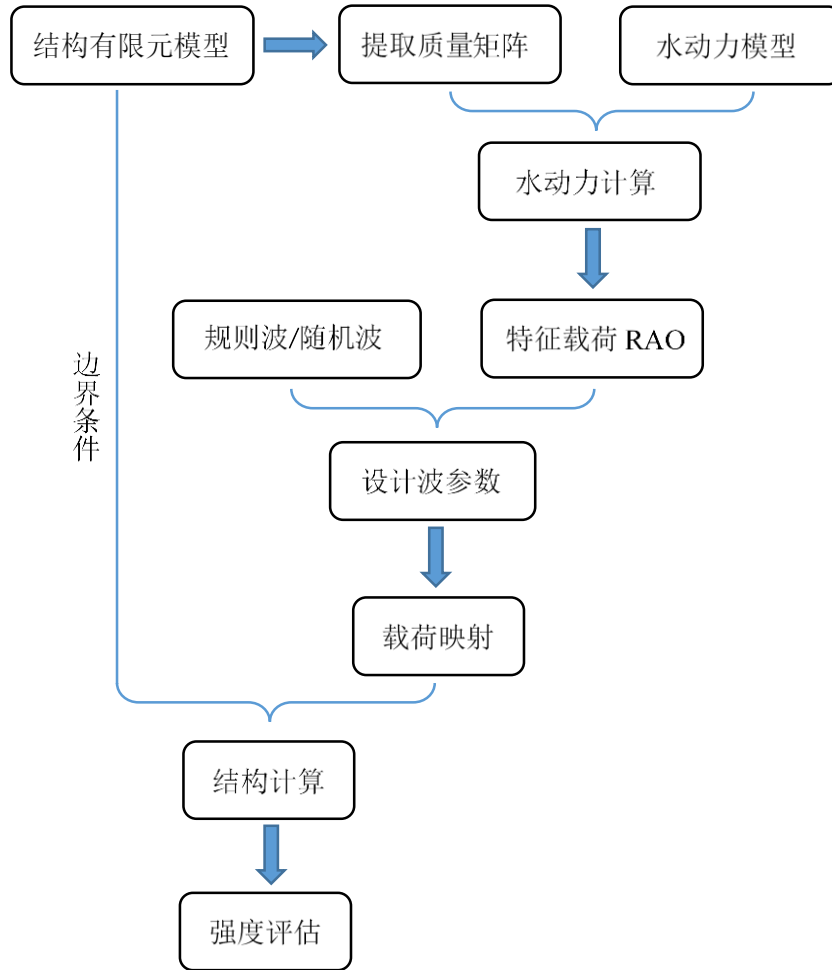 结构有限元模型
提取质量矩阵
水动力模型
水动力计算
规则波/随机波
特征载荷 RAO
边界条件
设计波参数
载荷映射
结构计算
强度评估